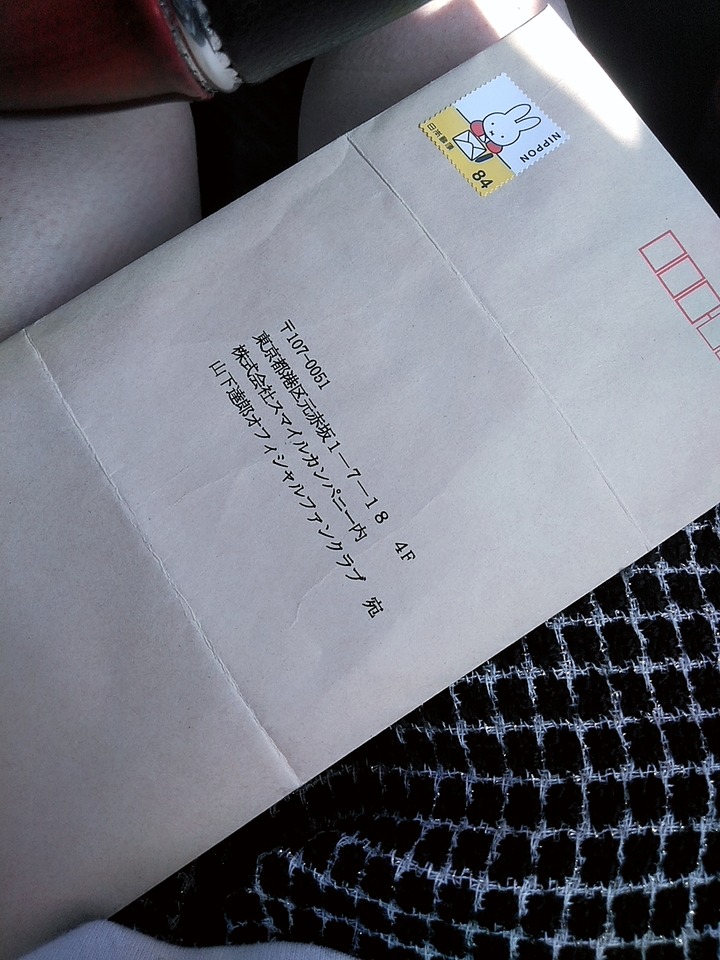 NIPPON
日本郵便
84
〒107-0051
東京都港区元赤坂1―7―18　4F
株式会社スマイルカンパニー内
山下達郎オフィシャルファンクラブ　宛